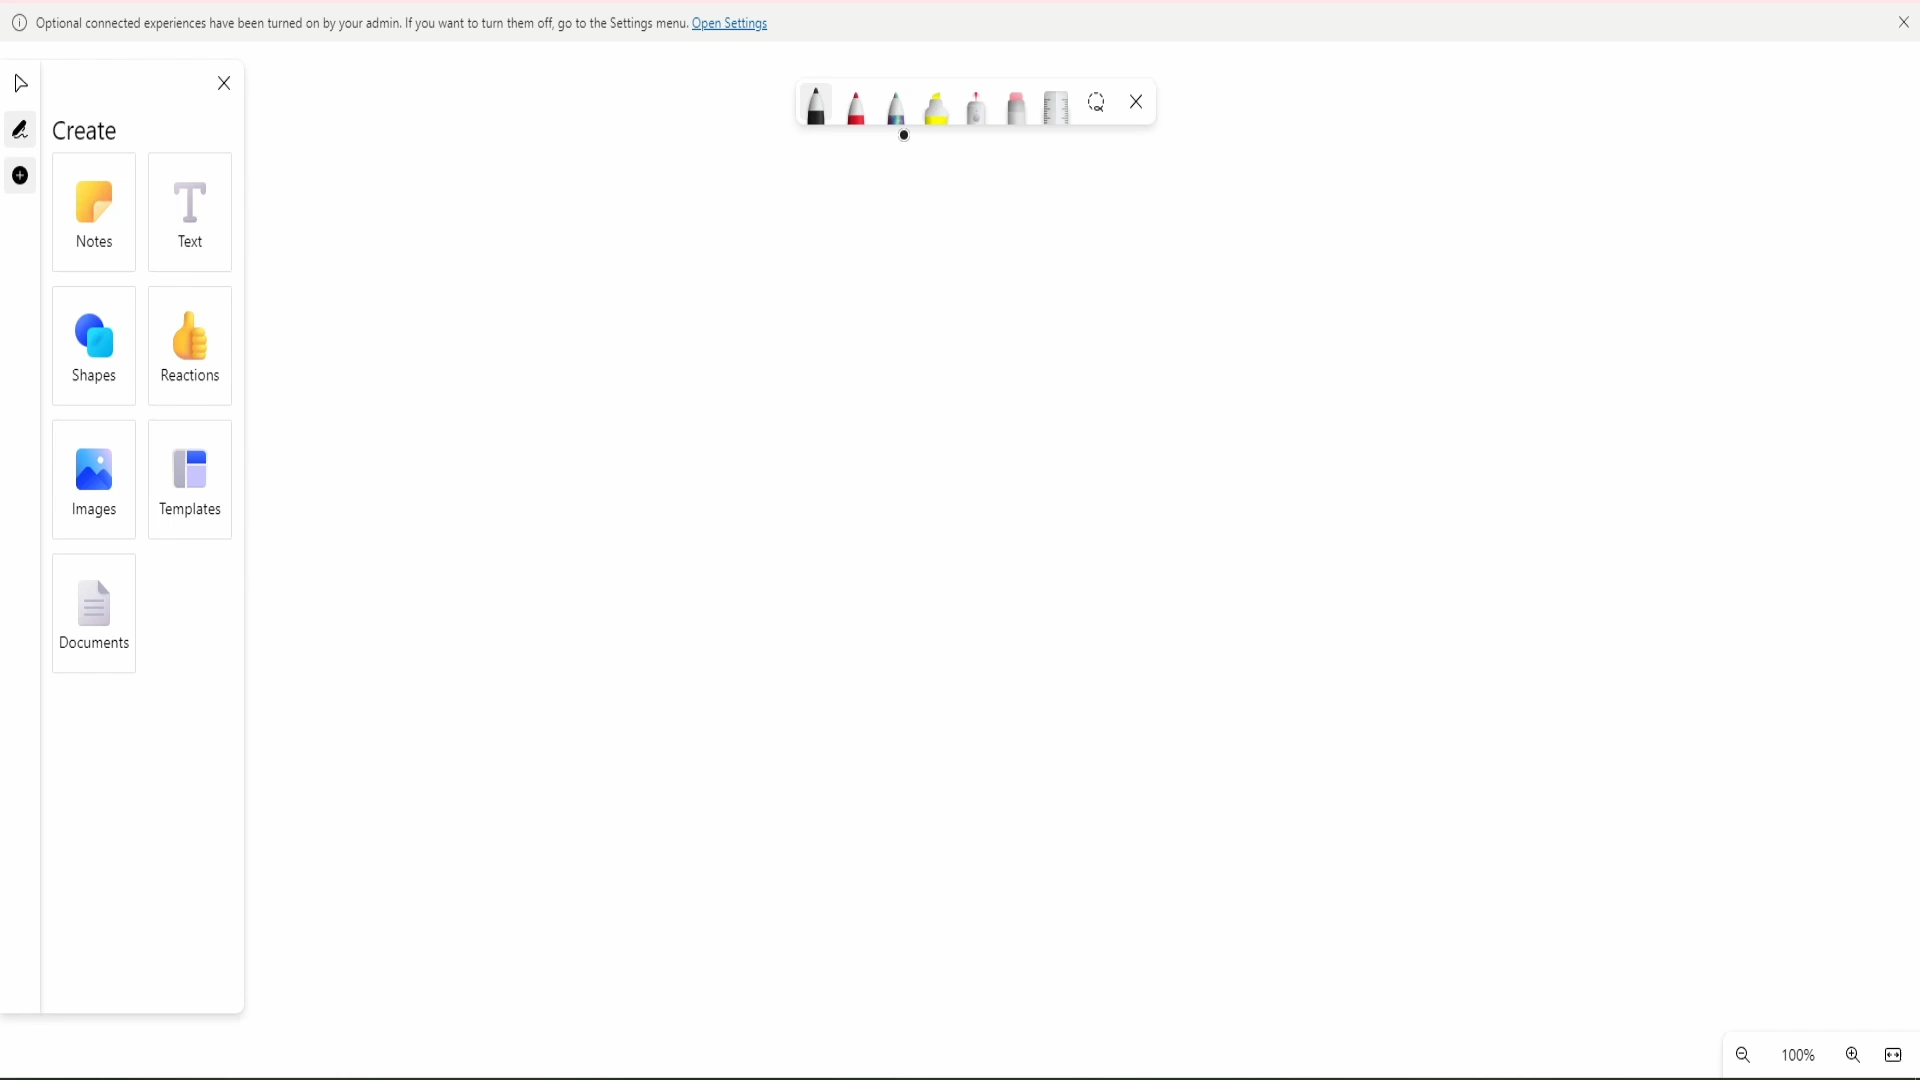 Optional connected experiences have been turned on by your admin. If you want to turn them off, go to the Settings menu. Open Settings
Create
Notes
Text
Shapes
Reactions
Images
Templates
Documents
100%